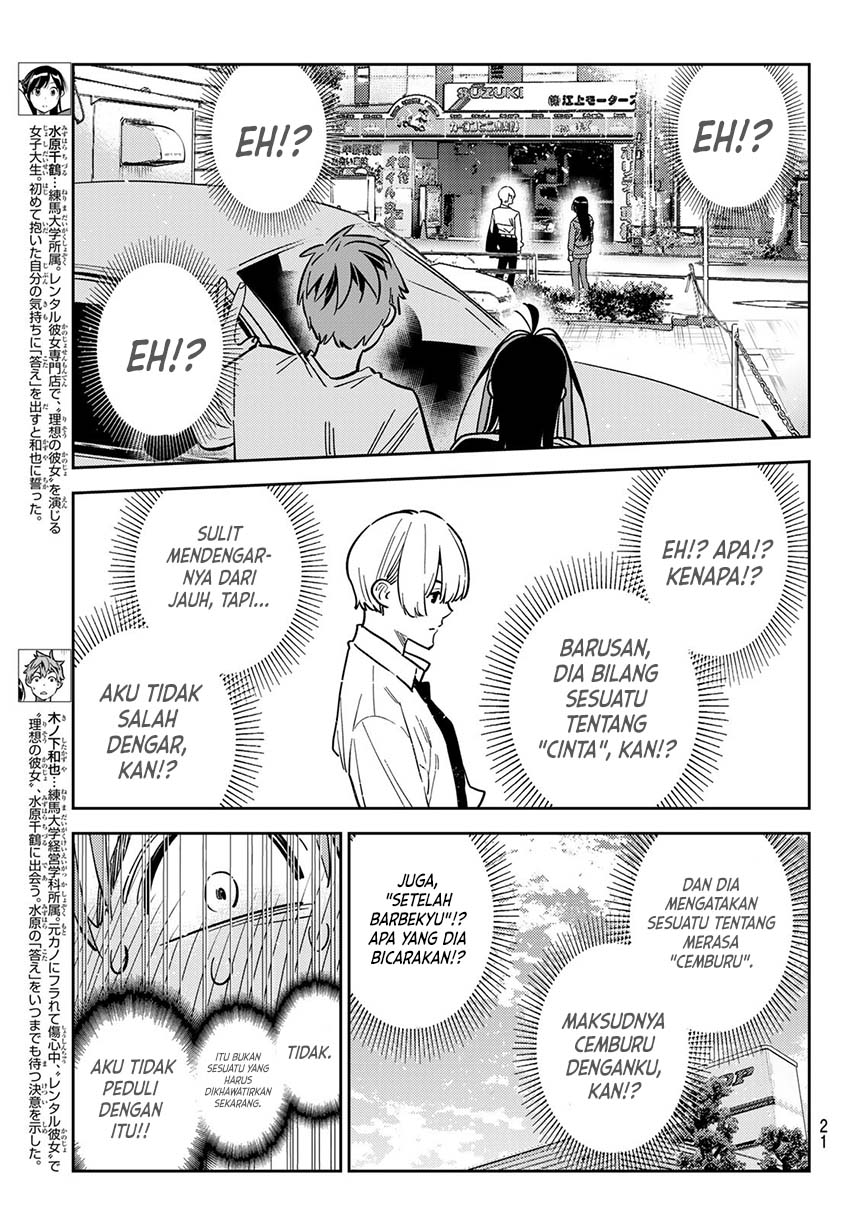 EH!?
EH!?
EH!?
SUZUKI
㈱江上モータース
EH!? APA!?
KENAPA!?
BARUSAN,
DIA BILANG
SESUATU
TENTANG
"CINTA", KAN!?
SULIT
MENDENGAR-
NYA DARI
JAUH, TAPI...
AKU TIDAK
SALAH
DENGAR,
KAN!?
DAN DIA
MENGATAKAN
SESUATU TENTANG
MERASA
"CEMBURU".
MAKSUDNYA
CEMBURU
DENGANKU,
KAN!?
JUGA,
"SETELAH
BARBEKYU"!?
APA YANG DIA
BICARAKAN!?
TIDAK.
ITU BUKAN
SESUATU YANG
HARUS
DIKHAWATIRKAN
SEKARANG.
AKU TIDAK
PEDULI
DENGAN
ITU!!
水原千鶴…練馬大学所属。レンタル彼女専門店で、“理想の彼女”を演じる
女子大生。初めて抱いた自分の気持ちに「答え」を出すと和也に誓った。
木ノ下和也…練馬大学経営学科所属。元カノにフラれて傷心中、“レンタル彼女”で
“理想の彼女”、水原千鶴に出会う。水原の「答え」をいつまでも待つ決意を示した。
21